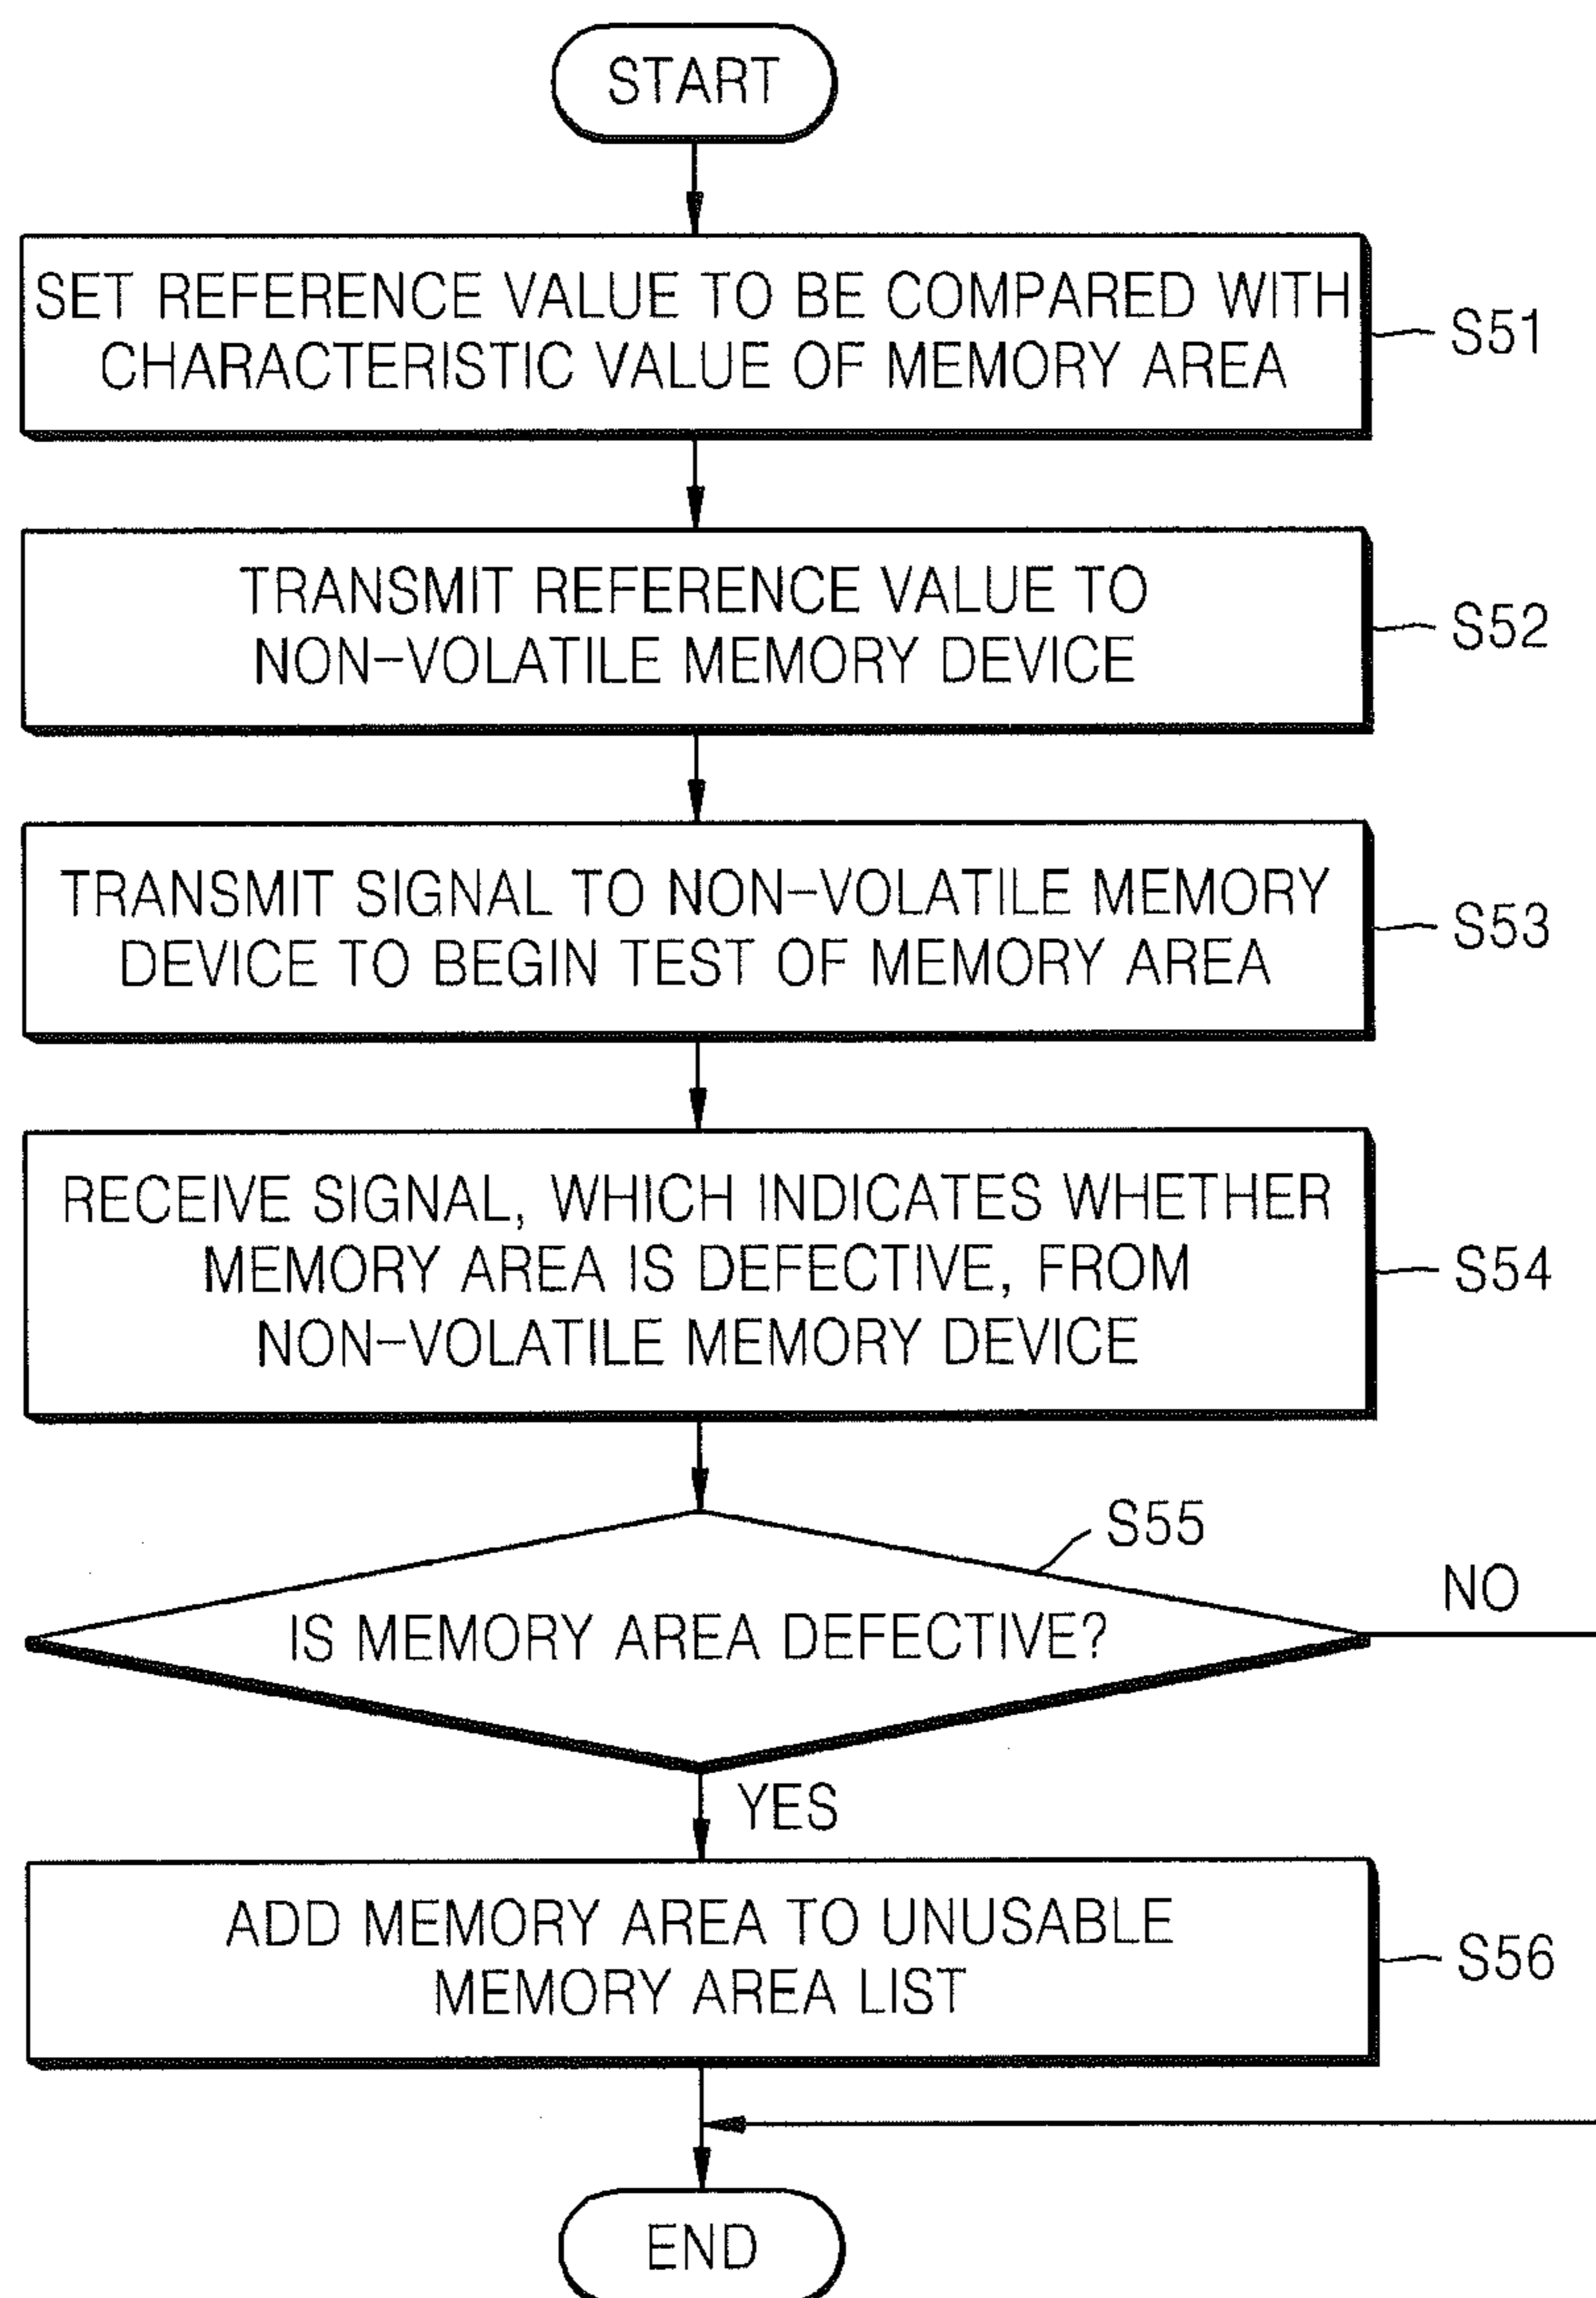 START
SET REFERENCE VALUE TO BE COMPARED WITH
CHARACTERISTIC VALUE OF MEMORY AREA
S51
TRANSMIT REFERENCE VALUE TO
NON-VOLATILE MEMORY DEVICE
S52
TRANSMIT SIGNAL TO NON-VOLATILE MEMORY
DEVICE TO BEGIN TEST OF MEMORY AREA
S53
RECEIVE SIGNAL, WHICH INDICATES WHETHER
MEMORY AREA IS DEFECTIVE, FROM
NON-VOLATILE MEMORY DEVICE
S54
S55
IS MEMORY AREA DEFECTIVE?
NO
YES
ADD MEMORY AREA TO UNUSABLE
MEMORY AREA LIST
S56
END